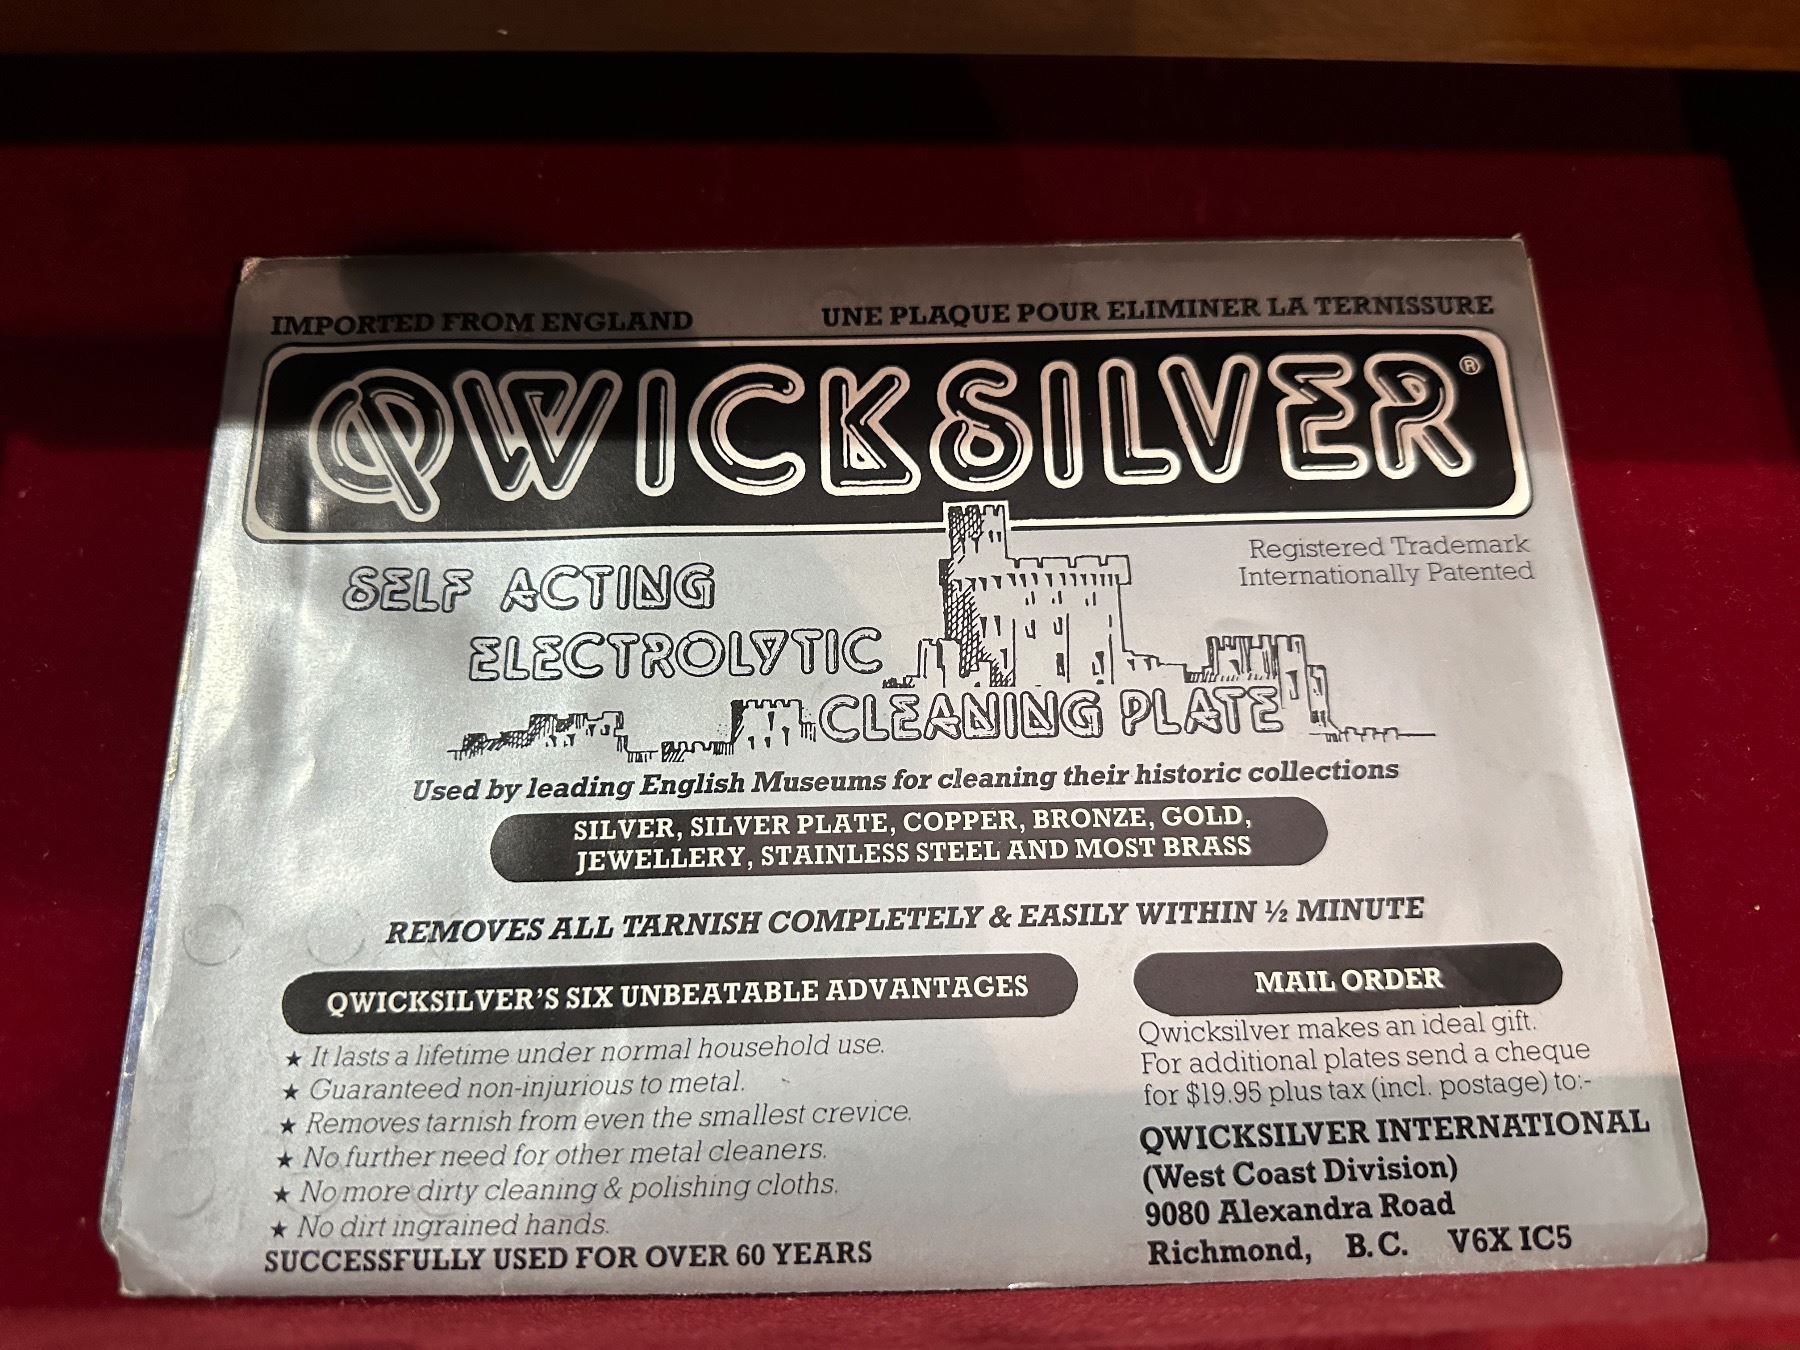 IMPORTED FROM ENGLAND
UNE PLAQUE POUR ELIMINER LA TERNISSURE
QWICKSILVER®
Registered Trademark
Internationally Patented
SELF ACTING
ELECTROLYTIC
CLEANING PLATE
Used by leading English Museums for cleaning their historic collections
SILVER, SILVER PLATE, COPPER, BRONZE, GOLD,
JEWELLERY, STAINLESS STEEL AND MOST BRASS
REMOVES ALL TARNISH COMPLETELY & EASILY WITHIN ½ MINUTE
QWICKSILVER'S SIX UNBEATABLE ADVANTAGES
★ It lasts a lifetime under normal household use.
★ Guaranteed non-injurious to metal.
★ Removes tarnish from even the smallest crevice.
★ No further need for other metal cleaners.
★ No more dirty cleaning & polishing cloths.
★ No dirt ingrained hands.
SUCCESSFULLY USED FOR OVER 60 YEARS
MAIL ORDER
Qwicksilver makes an ideal gift.
For additional plates send a cheque
for $19.95 plus tax (incl. postage) to:-
QWICKSILVER INTERNATIONAL
(West Coast Division)
9080 Alexandra Road
Richmond, B.C. V6X IC5